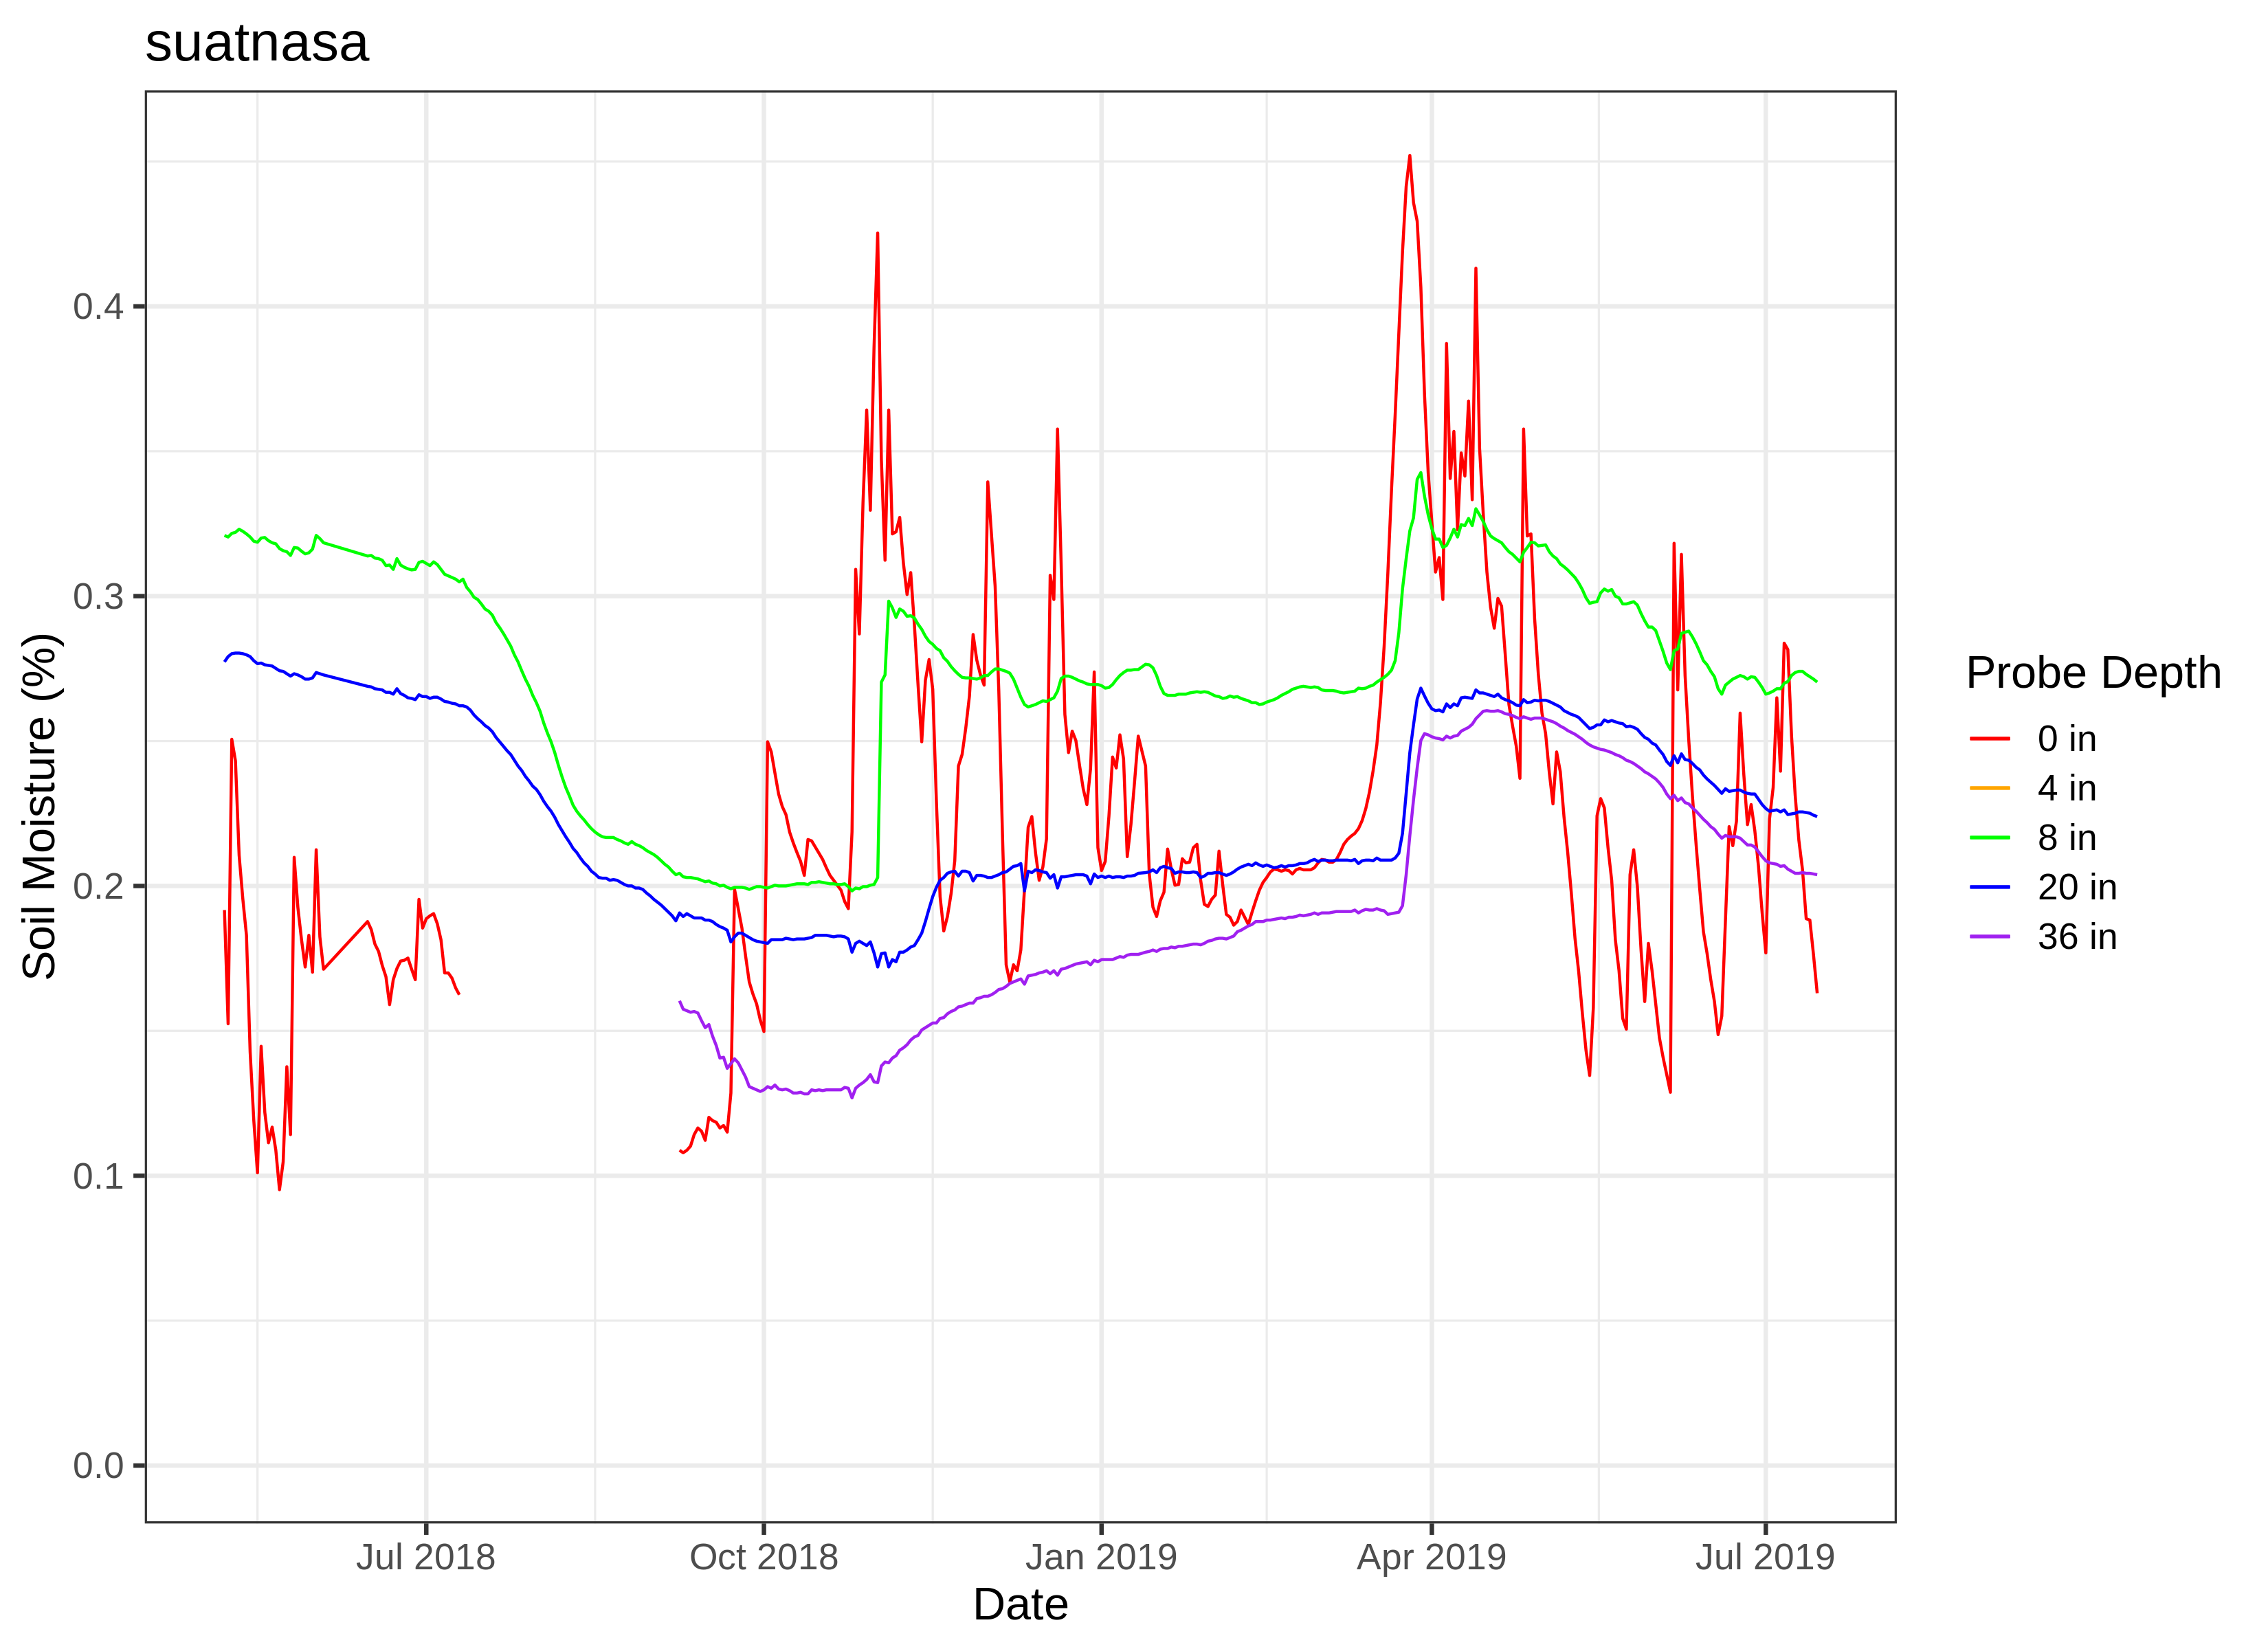 suatnasa
Soil Moisture (%)
0.4
0.3
0.2
0.1
0.0
Jul 2018
Oct 2018
Jan 2019
Apr 2019
Jul 2019
Date
Probe Depth
0 in
4 in
8 in
20 in
36 in